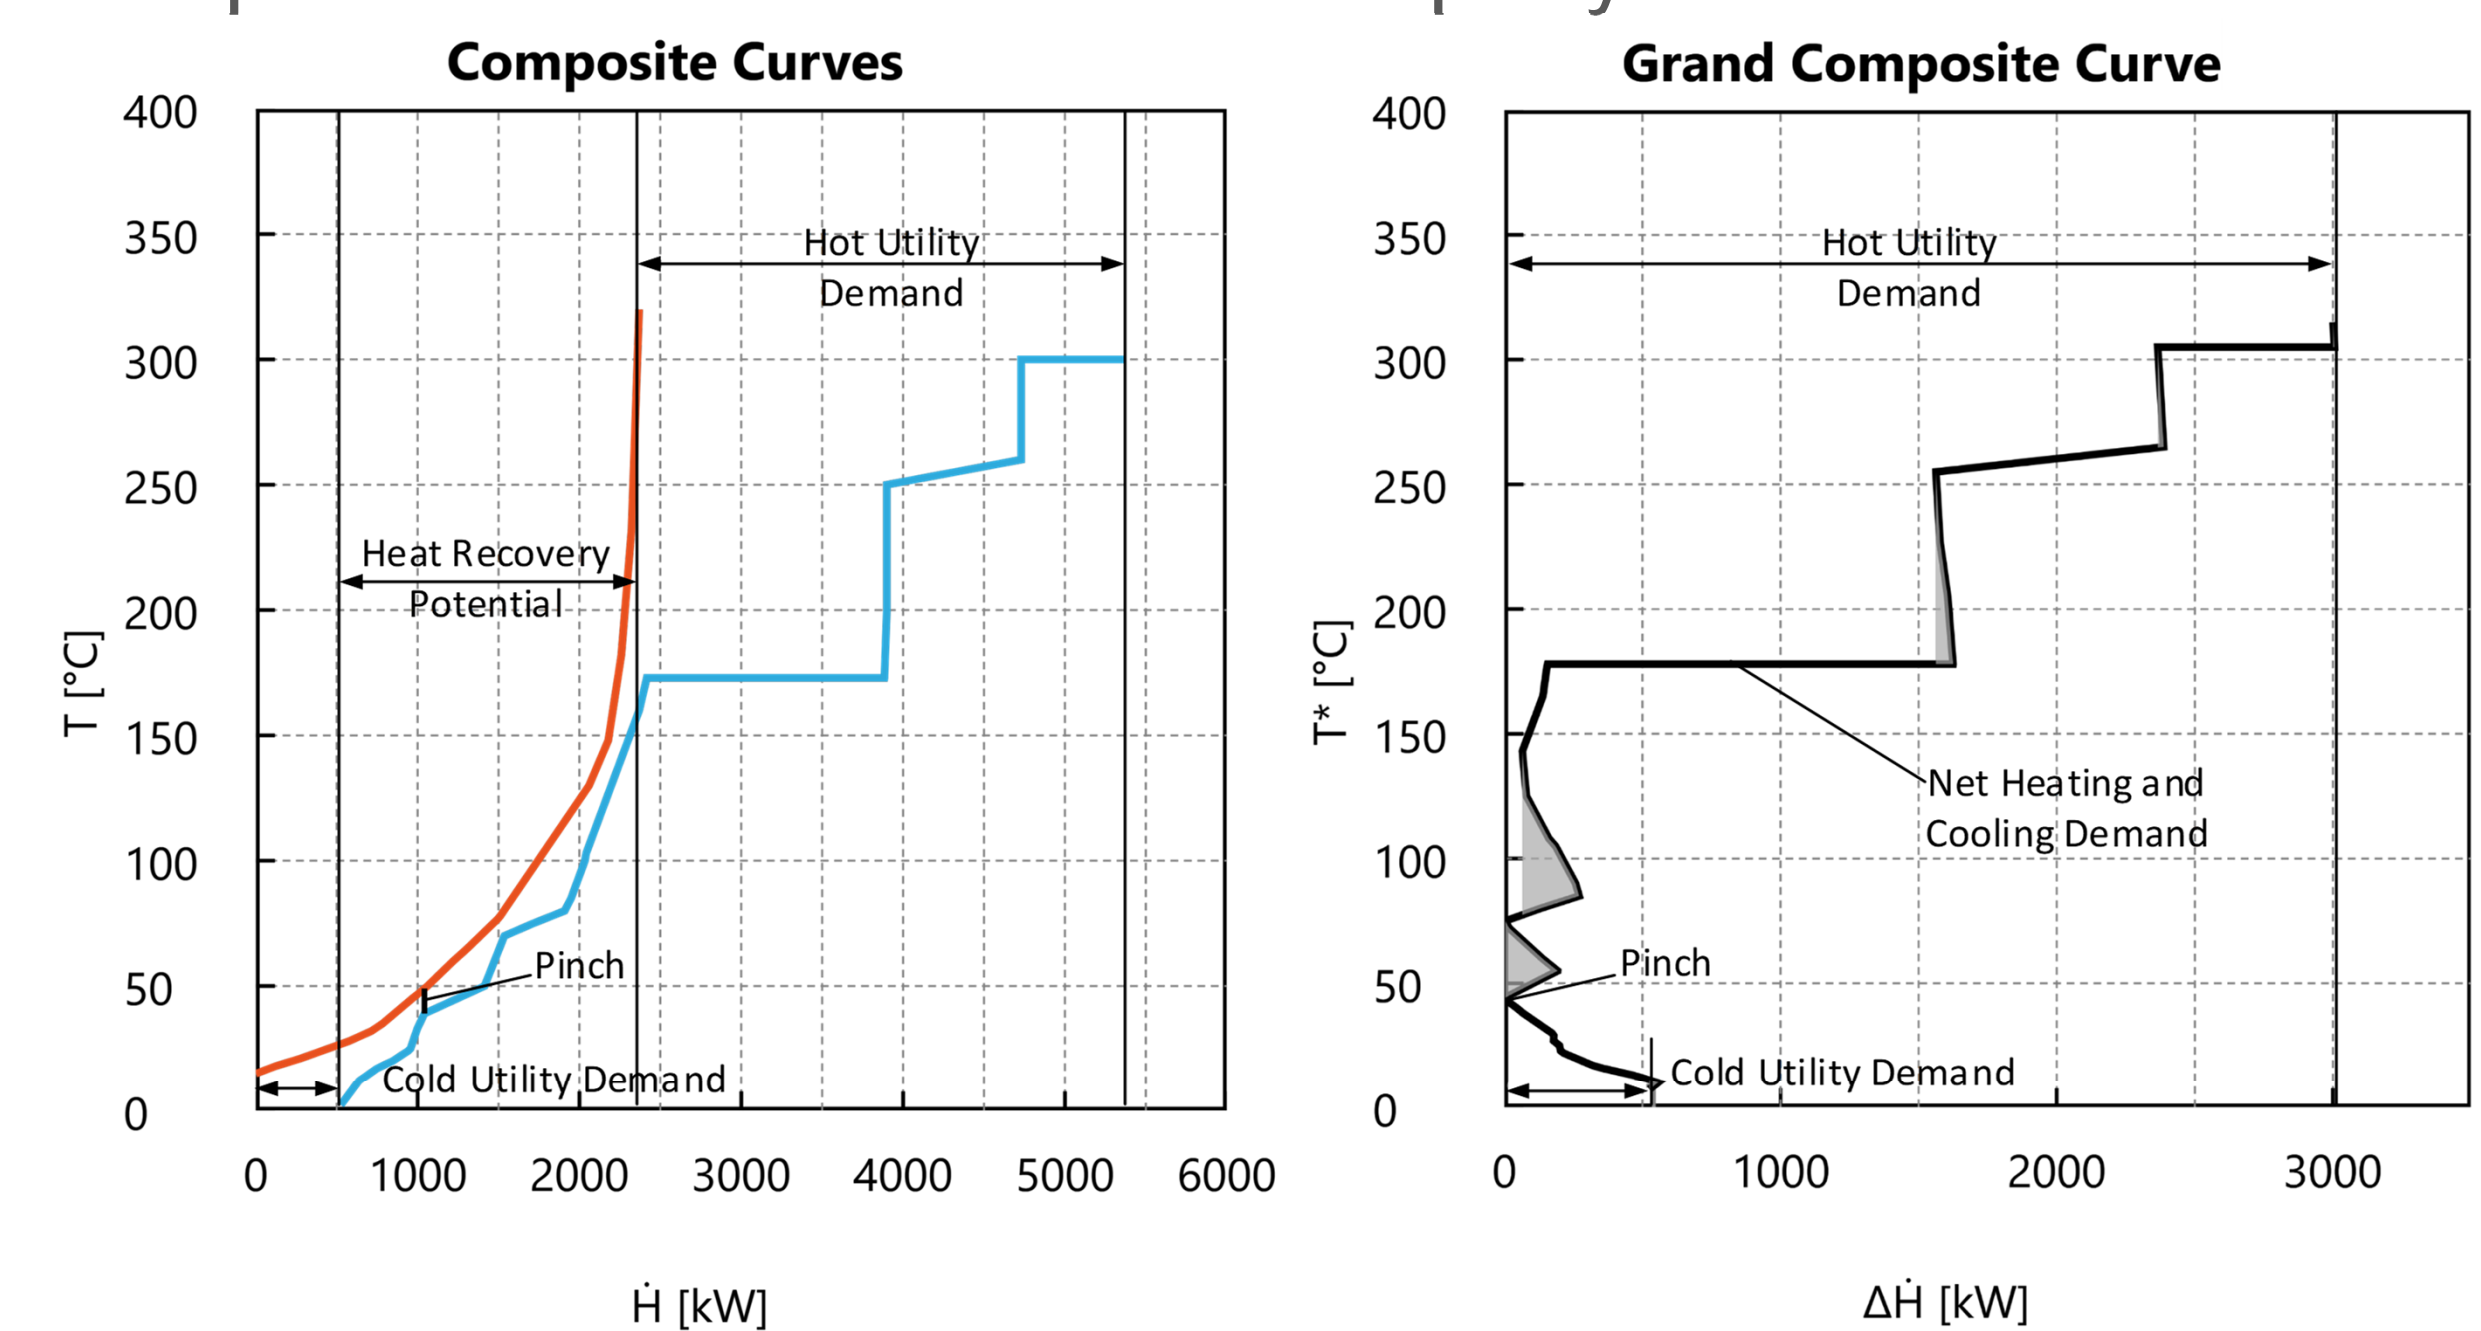 Composite Curves
400
350
300
250
200
150
100
50
0
T [°C]
Hot Utility
Demand
Heat Recovery
Potential
Pinch
Cold Utility Demand
0
1000
2000
3000
4000
5000
6000
Ḣ [kW]
Grand Composite Curve
400
350
300
250
200
150
100
50
0
T* [°C]
Hot Utility
Demand
Net Heating and
Cooling Demand
Pinch
Cold Utility Demand
0
1000
2000
3000
ΔḢ [kW]